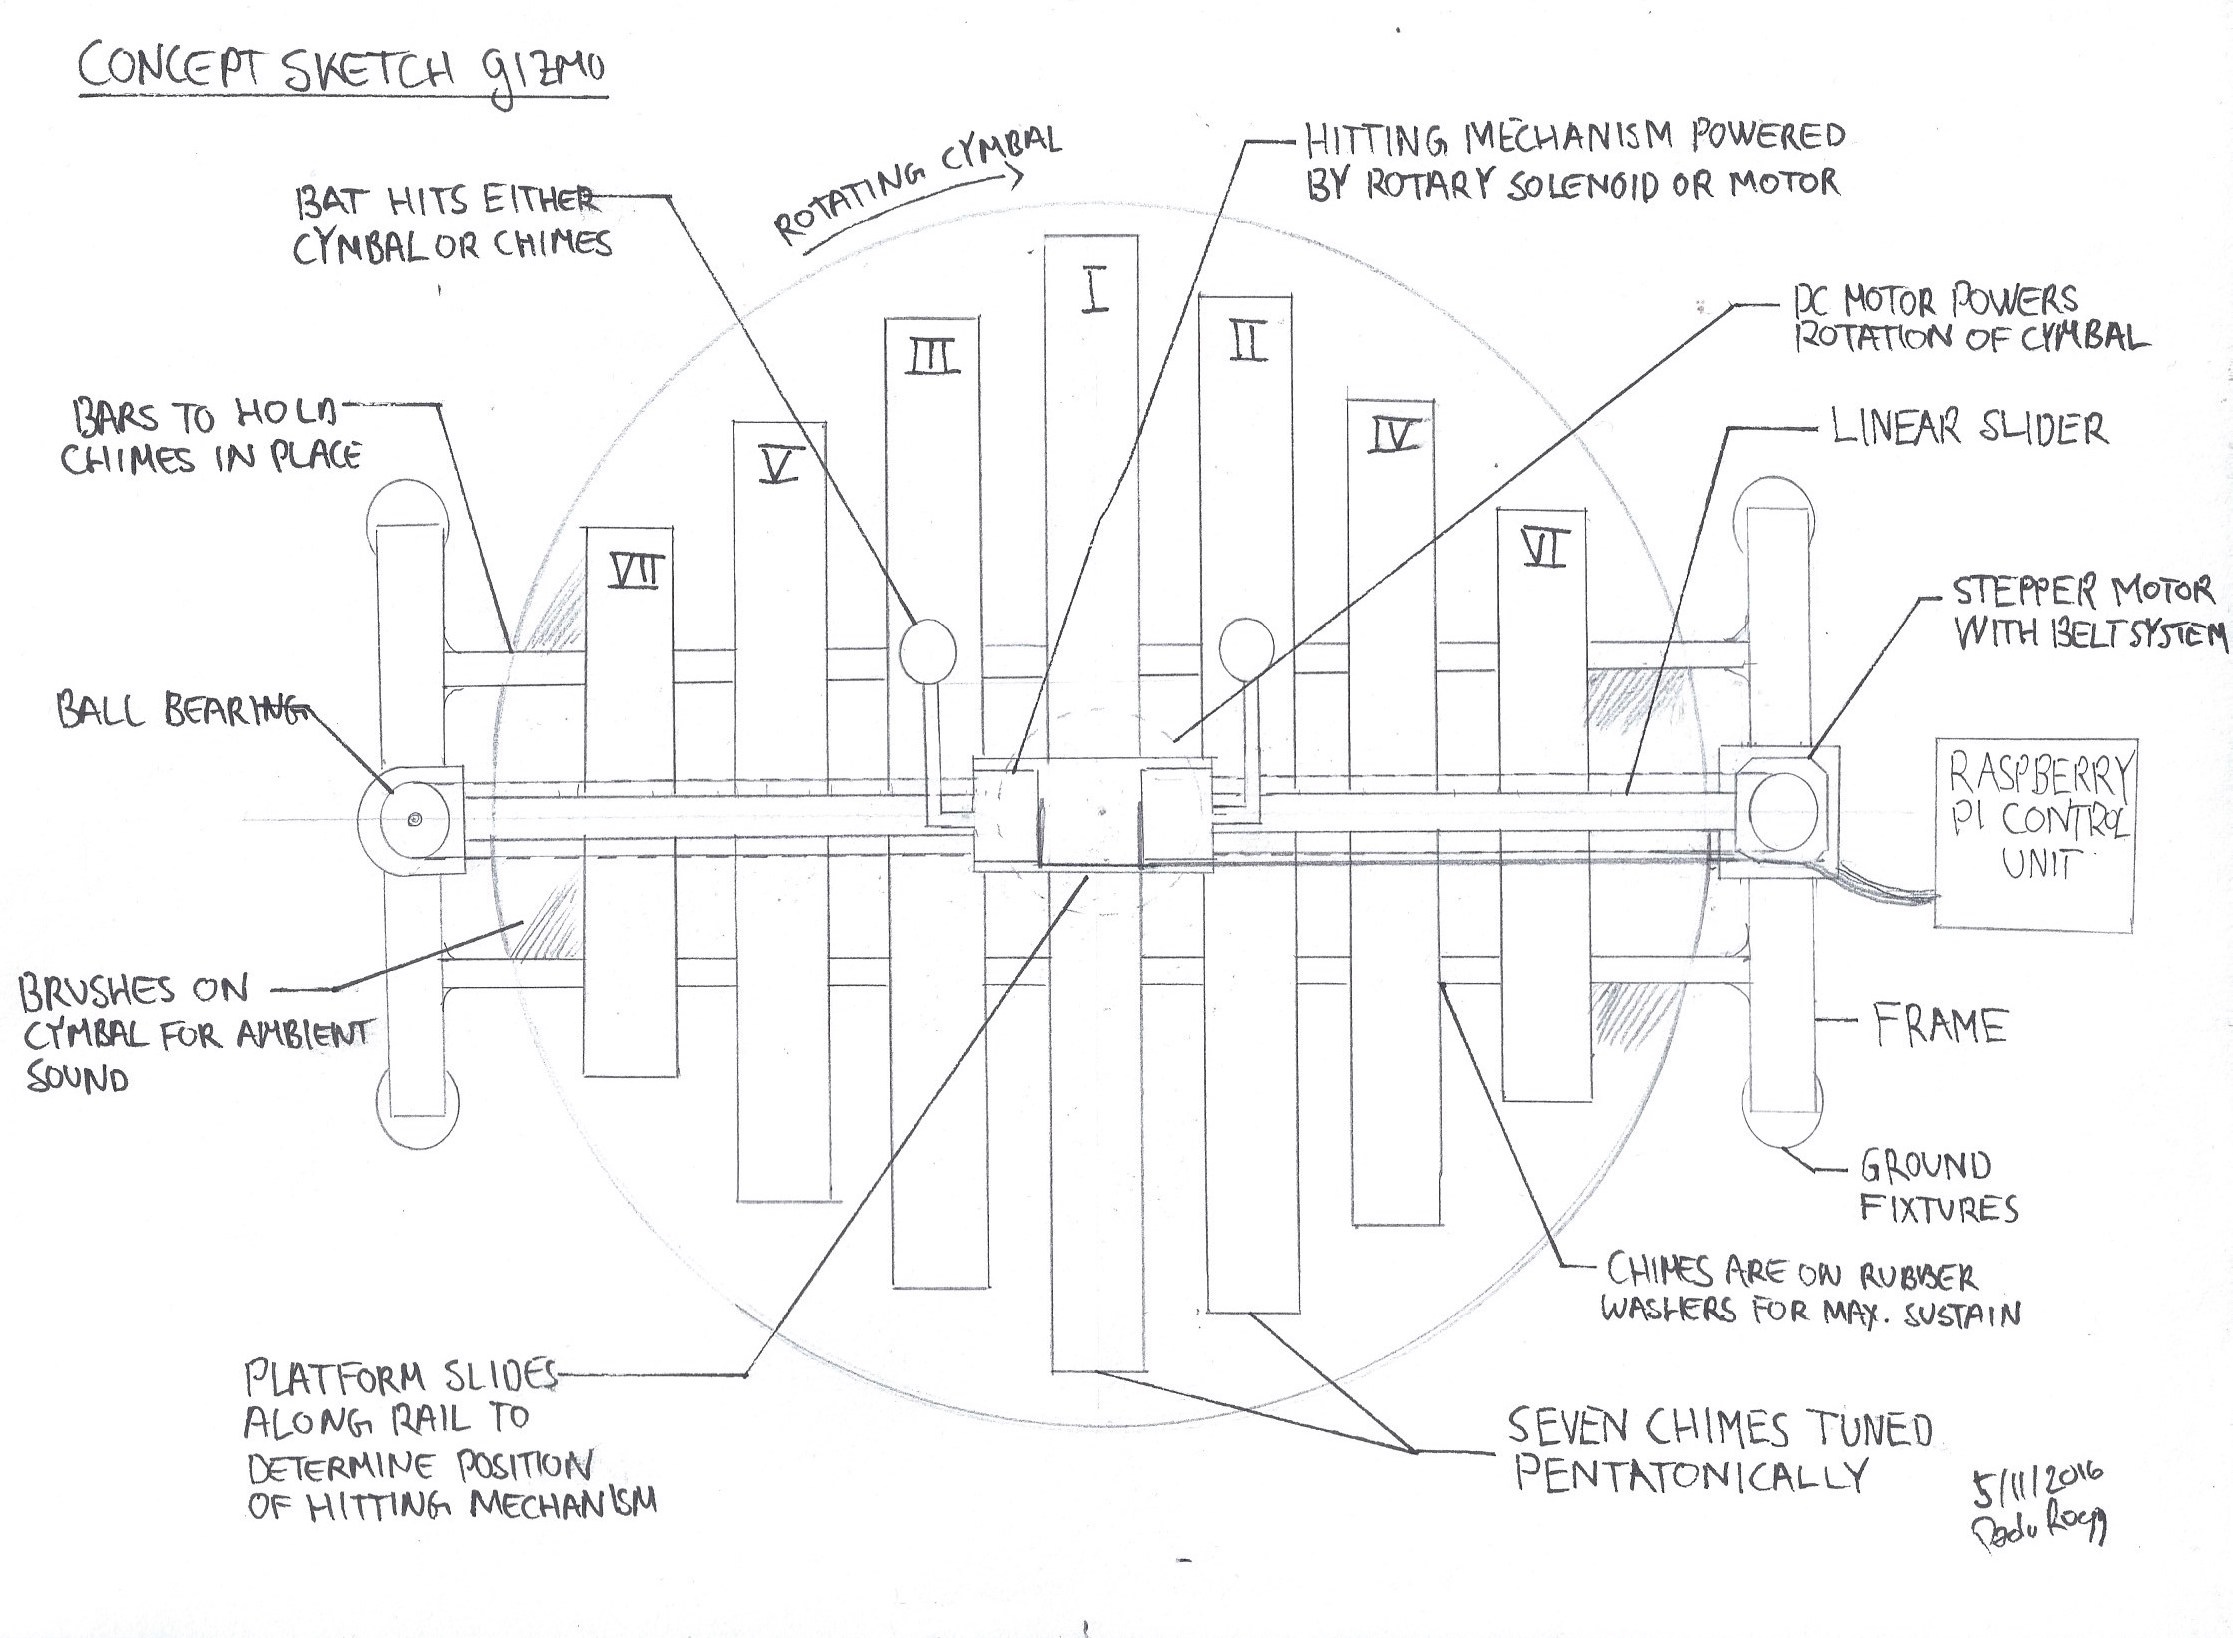 CONCEPT SKETCH GIZMO
ROTATING CYMBAL
HITTING MECHANISM POWERED
BY ROTARY SOLENOID OR MOTOR
BAT HITS EITHER
CYMBAL OR CHIMES
I
II
III
IV
V
VI
VII
DC MOTOR POWERS
ROTATION OF CYMBAL
BARS TO HOLD
CHIMES IN PLACE
LINEAR SLIDER
STEPPER MOTOR
WITH BELT SYSTEM
BALL BEARING
RASPBERRY
PI CONTROL
UNIT
BRUSHES ON
CYMBAL FOR AMBIENT
SOUND
FRAME
GROUND
FIXTURES
CHIMES ARE ON RUBBER
WASHERS FOR MAX. SUSTAIN
PLATFORM SLIDES
ALONG RAIL TO
DETERMINE POSITION
OF HITTING MECHANISM
SEVEN CHIMES TUNED
PENTATONICALLY
5/11/2016